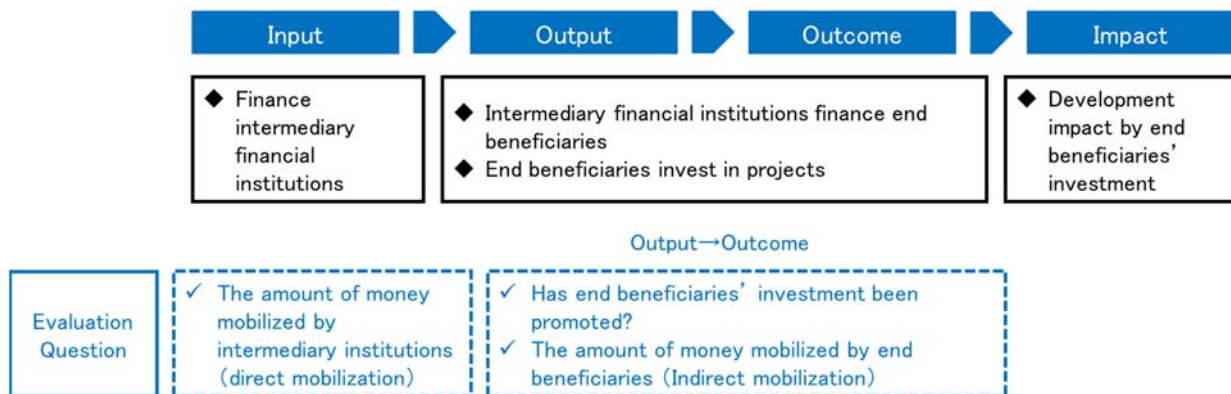 Input
Output
Outcome
Impact
◆ Finance
intermediary
financial
institutions
◆ Intermediary financial institutions finance end
beneficiaries
◆ End beneficiaries invest in projects
◆ Development
impact by end
beneficiaries’
investment
Output→Outcome
Evaluation
Question
✓ The amount of money
mobilized by
intermediary institutions
(direct mobilization)
✓ Has end beneficiaries’ investment been
promoted?
✓ The amount of money mobilized by end
beneficiaries (Indirect mobilization)